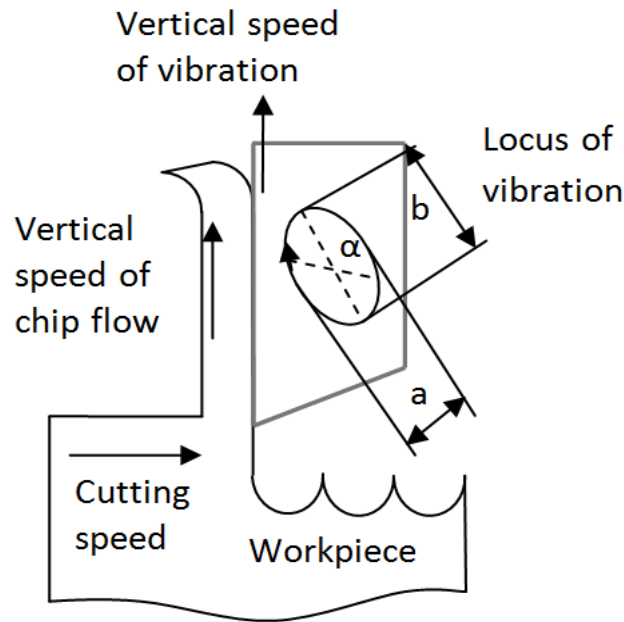 Vertical speed
of vibration
Locus of
vibration
b
Vertical
speed of
chip flow
α
a
Cutting
speed
Workpiece